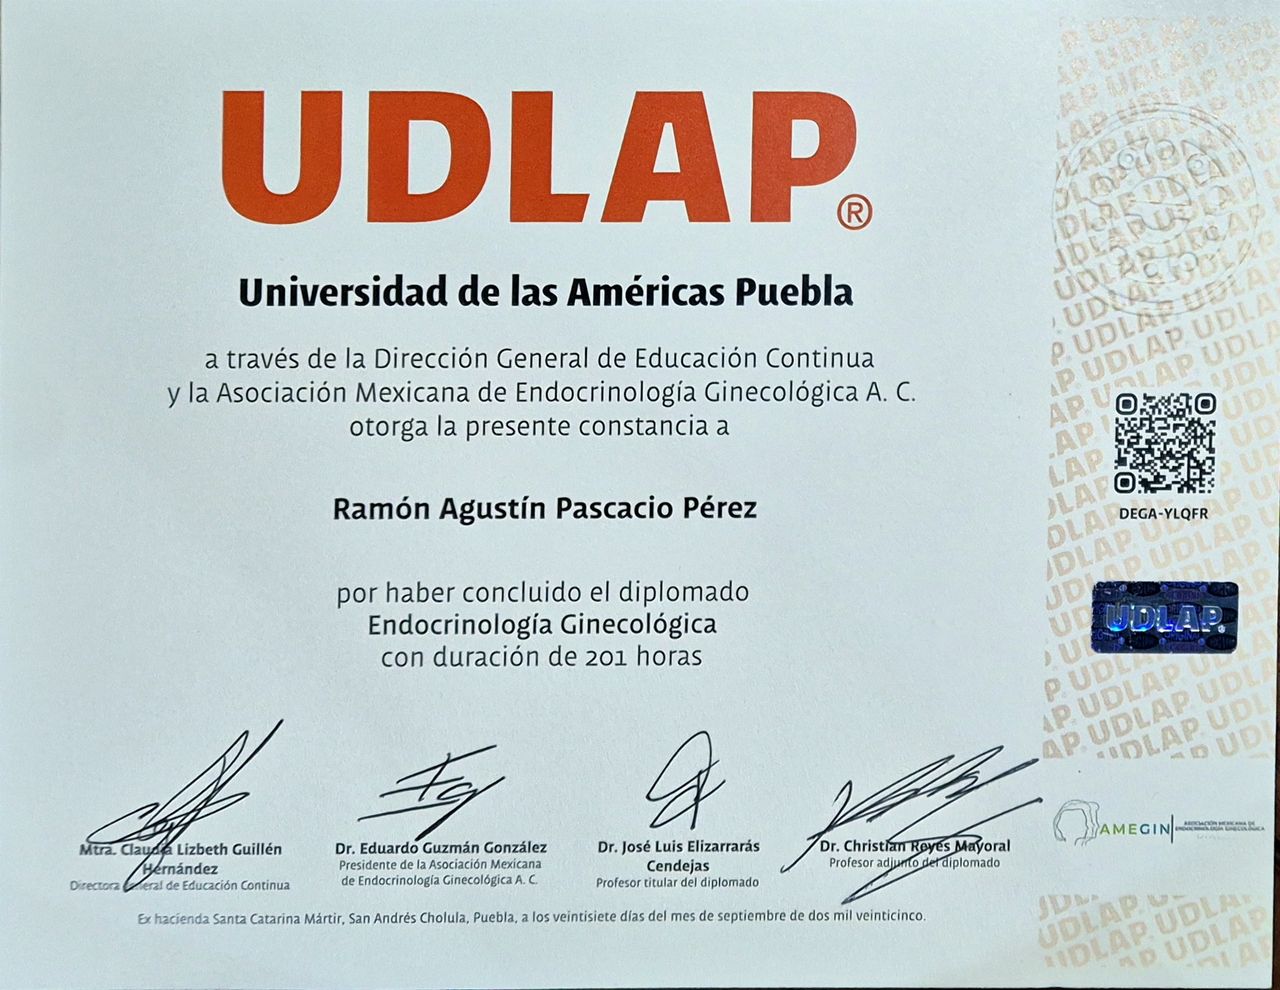 UDLAP®
Universidad de las Américas Puebla
a través de la Dirección General de Educación Continua
y la Asociación Mexicana de Endocrinología Ginecológica A. C.
otorga la presente constancia a
Ramón Agustín Pascacio Pérez
por haber concluido el diplomado
Endocrinología Ginecológica
con duración de 201 horas
Mtra. Claudia Lizbeth Guillén
Hernández
Directora General de Educación Continua
Dr. Eduardo Guzmán González
Presidente de la Asociación Mexicana
de Endocrinología Ginecológica A. C.
Dr. José Luis Elizarrarás
Cendejas
Profesor titular del diplomado
Dr. Christian Reyes Mayoral
Profesor adjunto del diplomado
Ex hacienda Santa Catarina Mártir, San Andrés Cholula, Puebla, a los veintisiete días del mes de septiembre de dos mil veinticinco.
DEGA-YLQFR
UDLAP®
AMEGIN
ASOCIACIÓN MEXICANA DE
ENDOCRINOLOGÍA GINECOLÓGICA